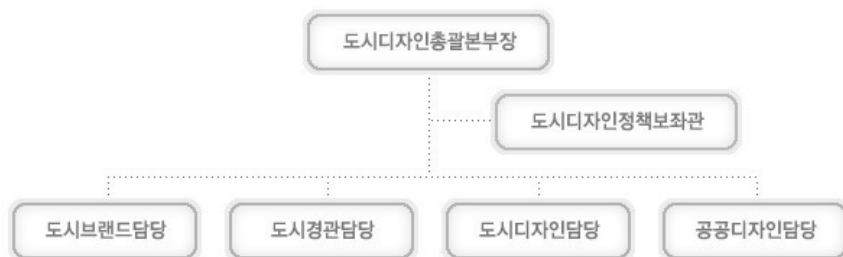 도시디자인총괄본부장
도시디자인정책보좌관
도시브랜드담당
도시경관담당
도시디자인담당
공공디자인담당